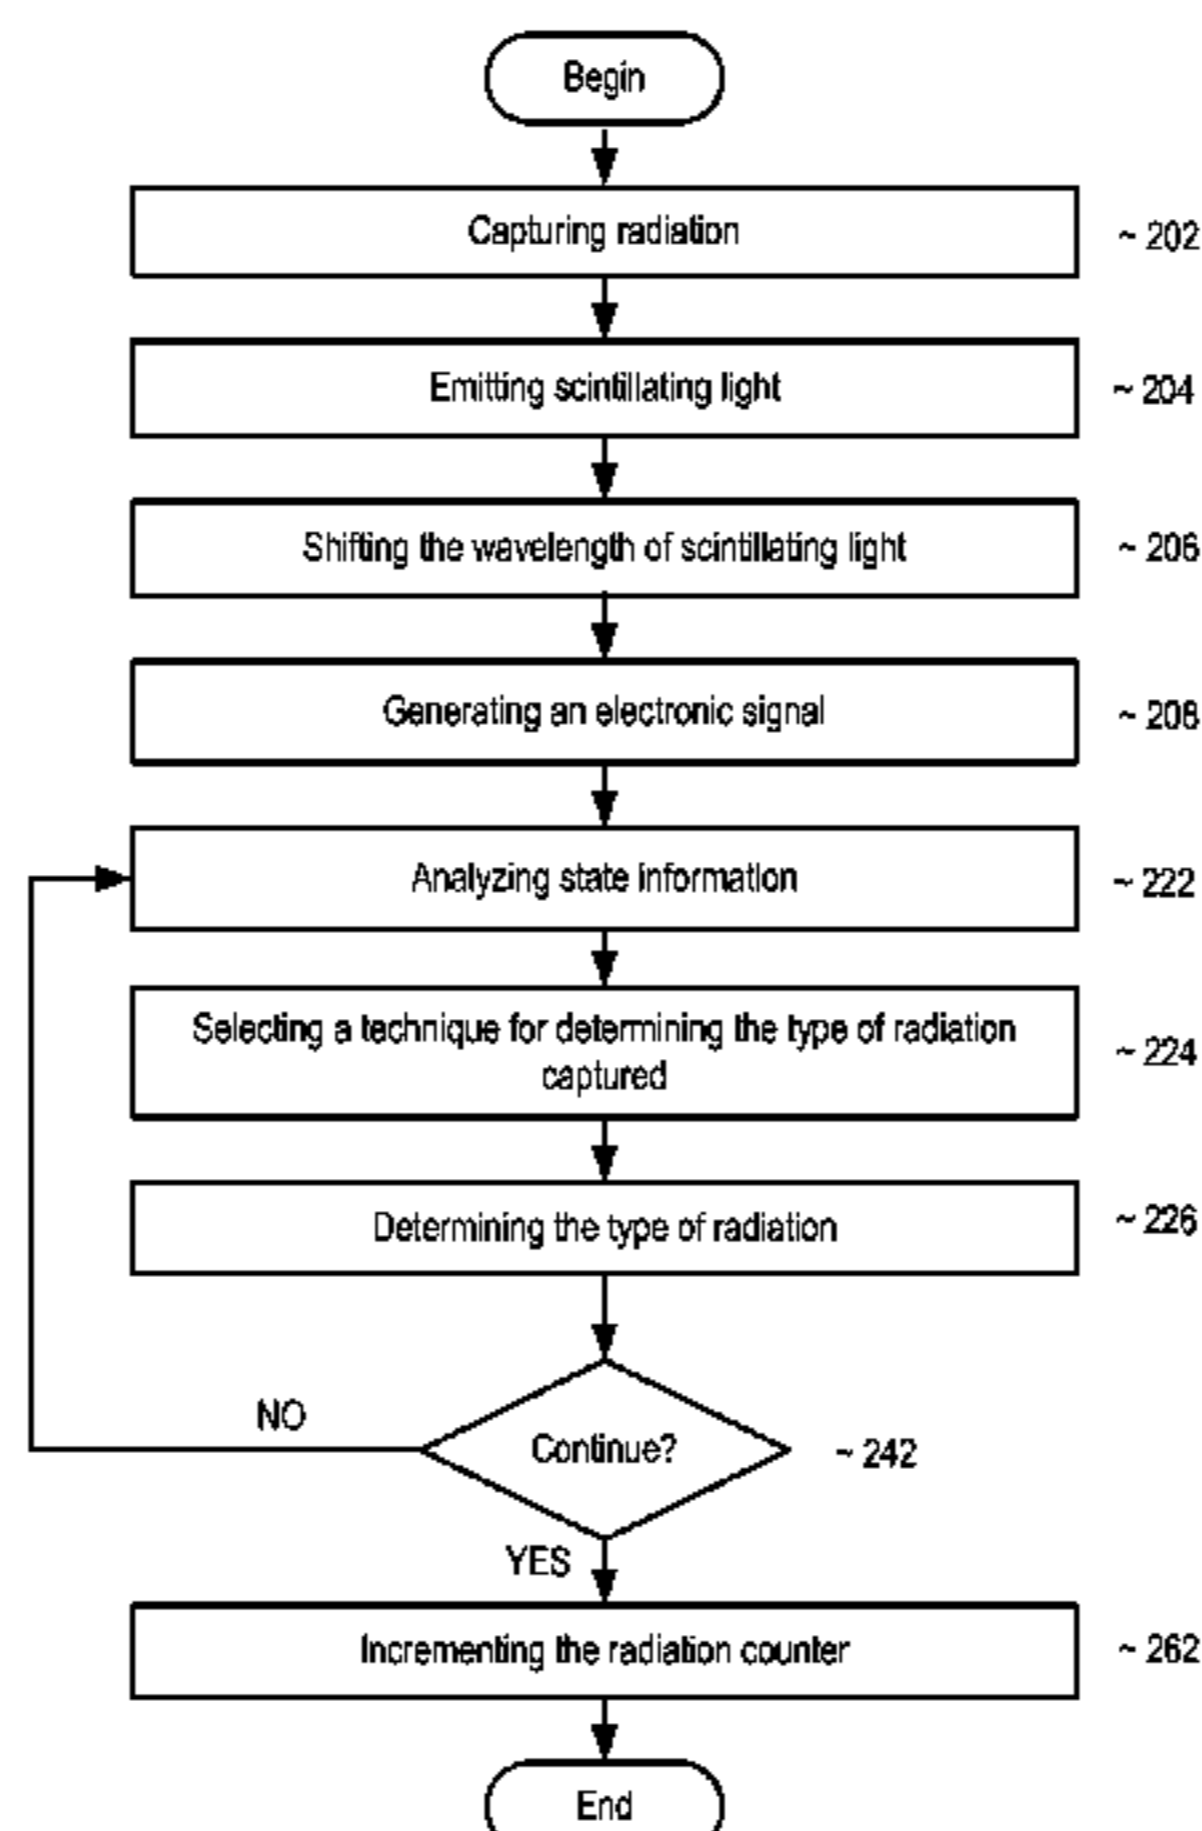 Begin
Capturing radiation
~ 202
Emitting scintillating light
~ 204
Shifting the wavelength of scintillating light
~ 206
Generating an electronic signal
~ 208
Analyzing state information
~ 222
Selecting a technique for determining the type of radiation
captured
~ 224
Determining the type of radiation
~ 226
NO
Continue?
~ 242
YES
Incrementing the radiation counter
~ 262
End